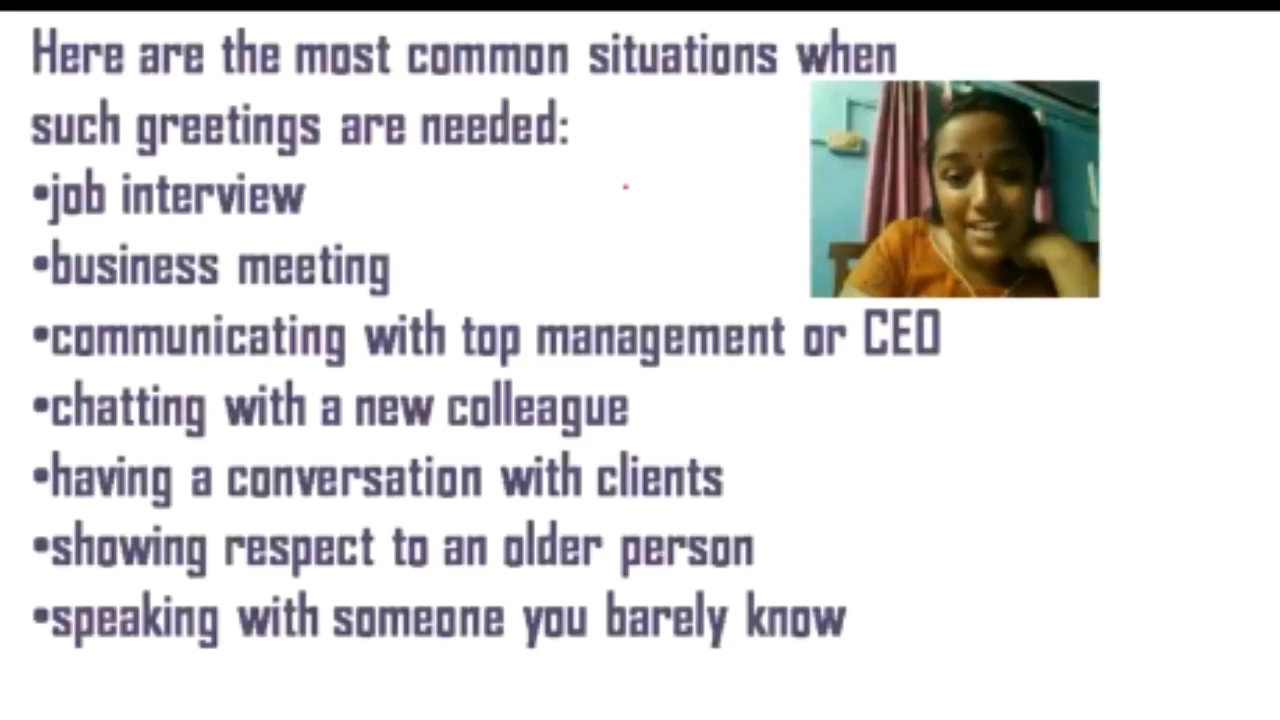 Here are the most common situations when
such greetings are needed:
•job interview
•business meeting
•communicating with top management or CEO
•chatting with a new colleague
•having a conversation with clients
•showing respect to an older person
•speaking with someone you barely know